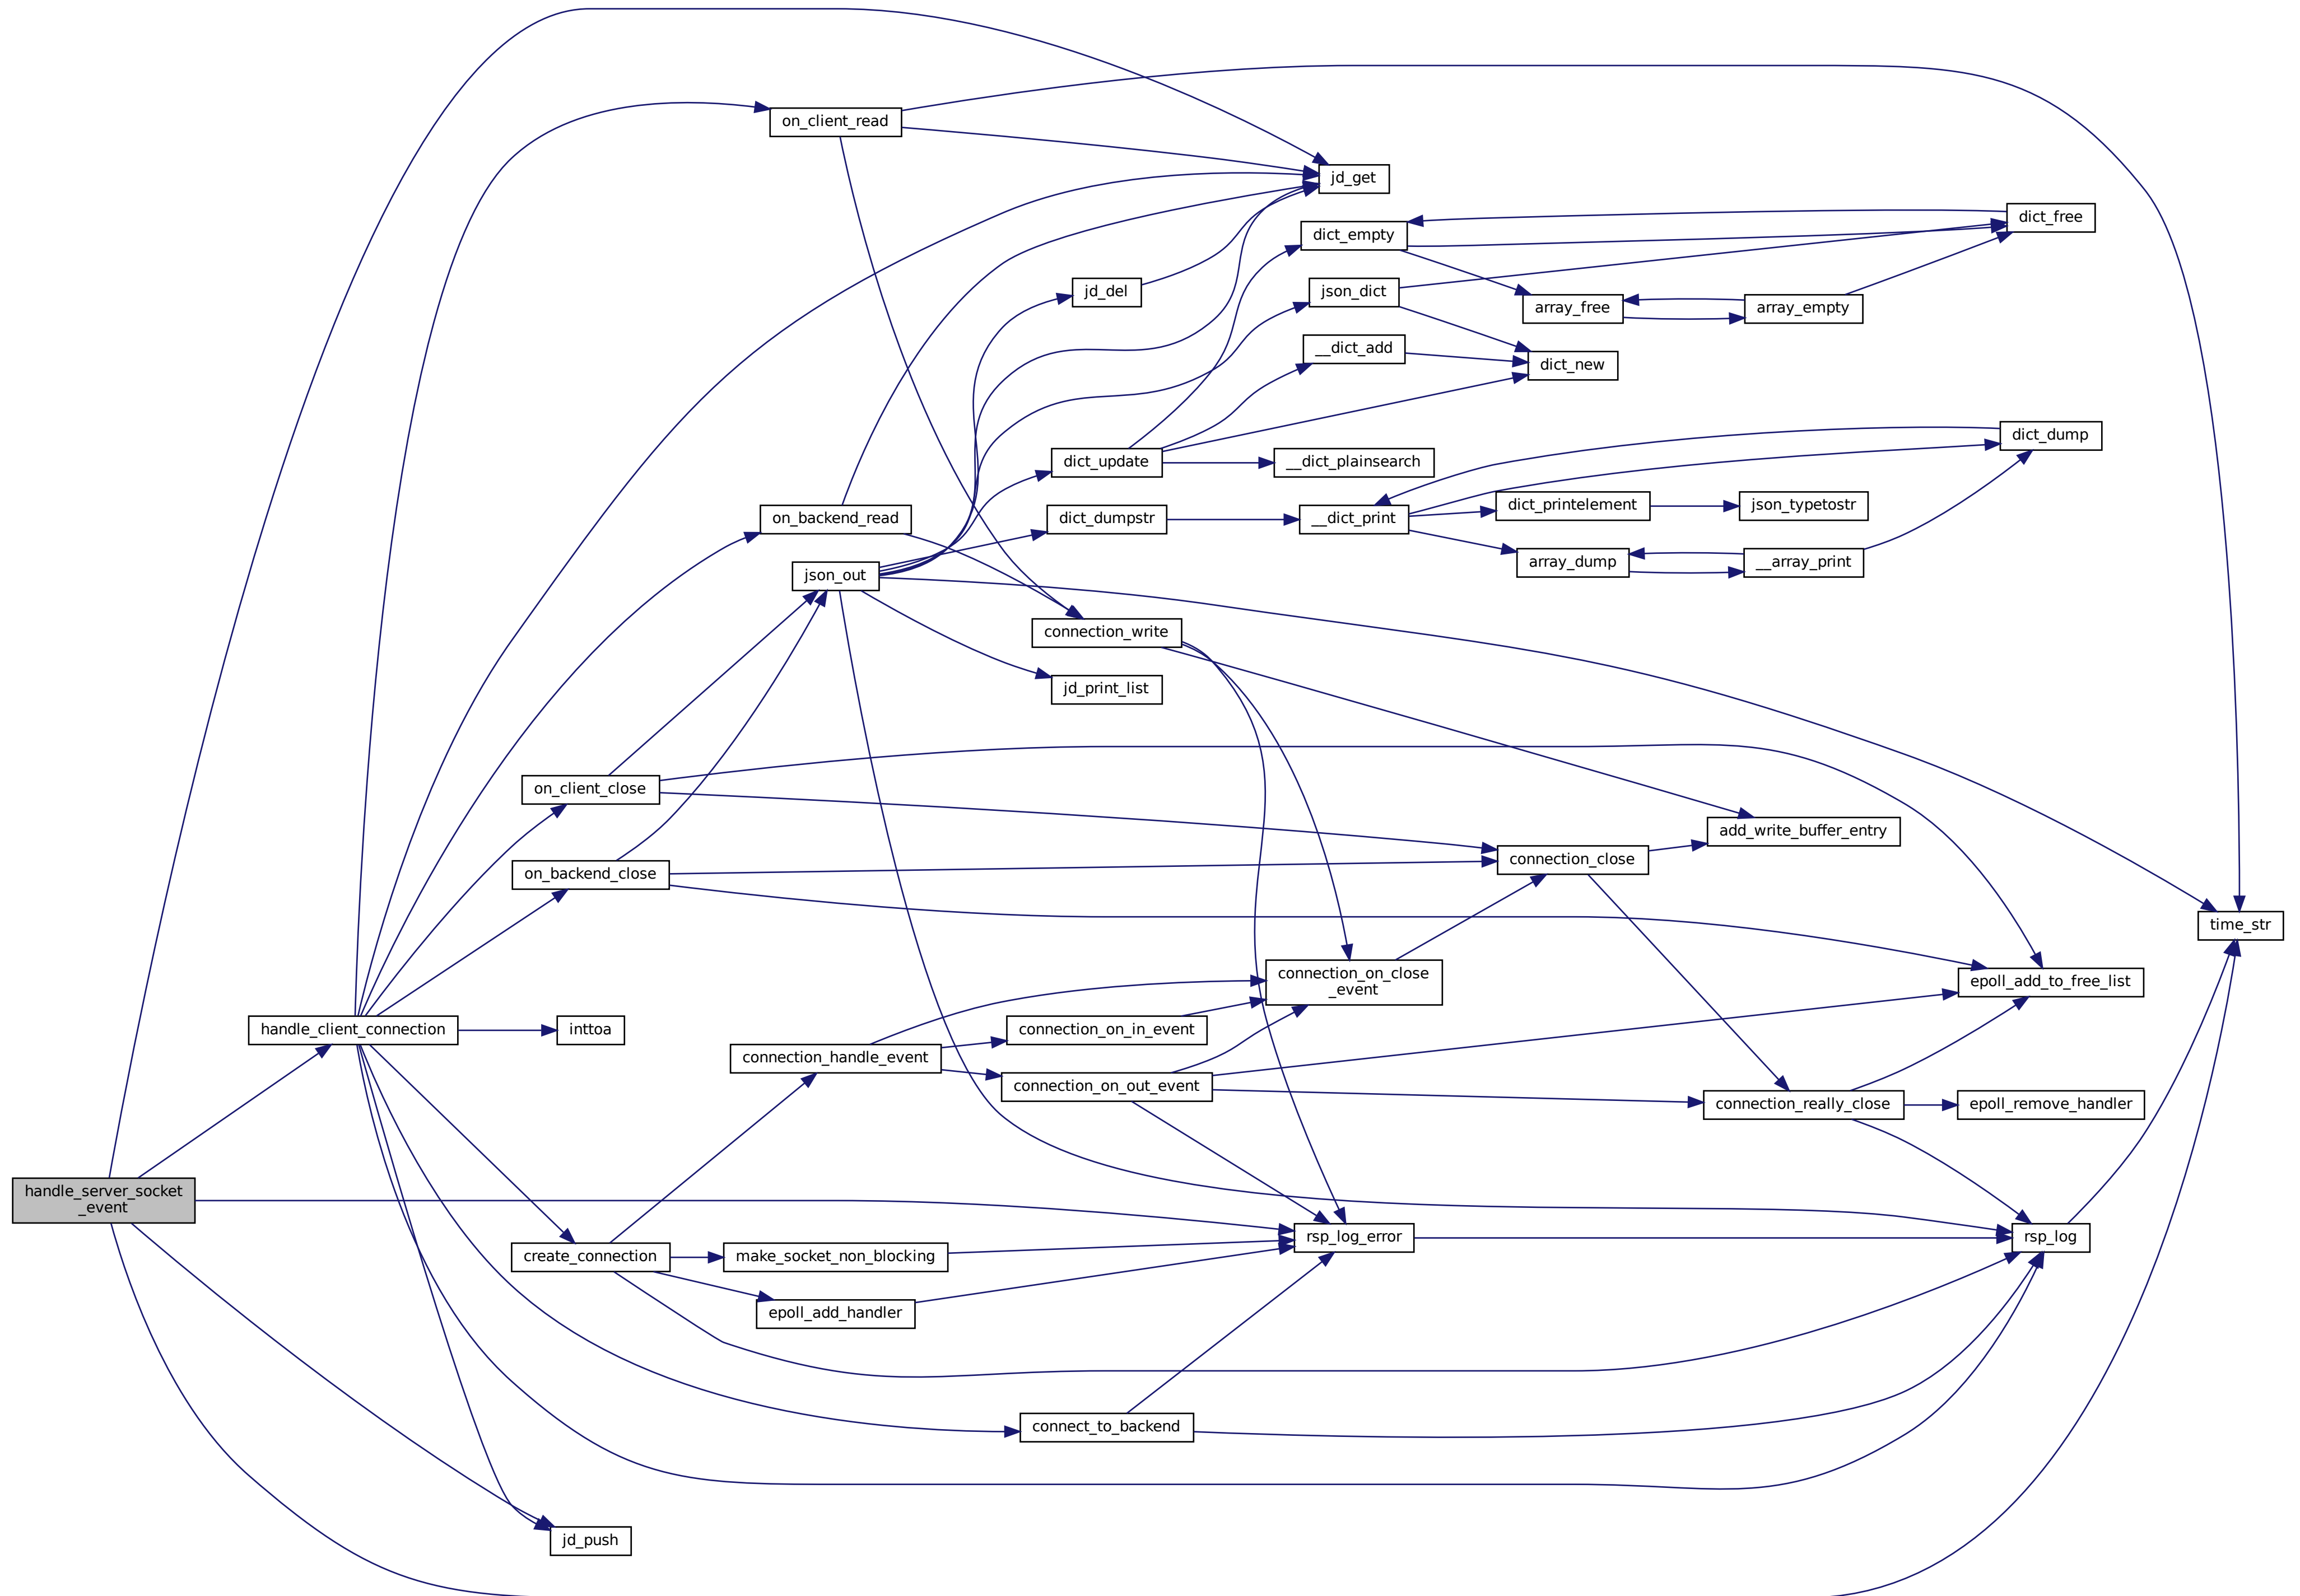 on_client_read
jd_get
dict_free
dict_empty
jd_del
json_dict
array_free
array_empty
__dict_add
dict_new
dict_update
__dict_plainsearch
dict_dump
on_backend_read
dict_dumpstr
__dict_print
dict_printelement
json_typetostr
json_out
array_dump
__array_print
connection_write
jd_print_list
on_client_close
add_write_buffer_entry
on_backend_close
connection_close
time_str
connection_on_close
_event
epoll_add_to_free_list
handle_client_connection
inttoa
connection_on_in_event
connection_handle_event
connection_on_out_event
connection_really_close
epoll_remove_handler
handle_server_socket
_event
create_connection
make_socket_non_blocking
rsp_log_error
rsp_log
epoll_add_handler
connect_to_backend
jd_push